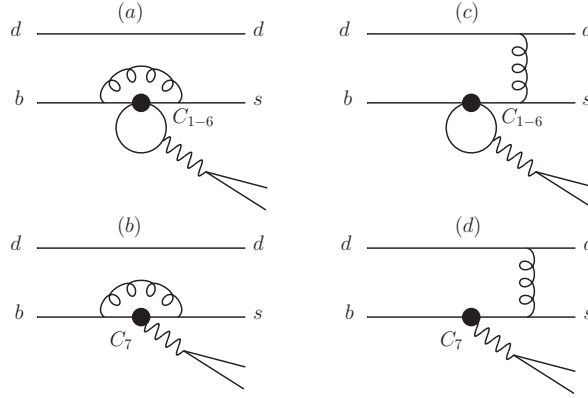 (a) (c)
d d d
b s b s
C₁₋₆ C₁₋₆
(b) (d)
d d d
b s b s
C₇ C₇